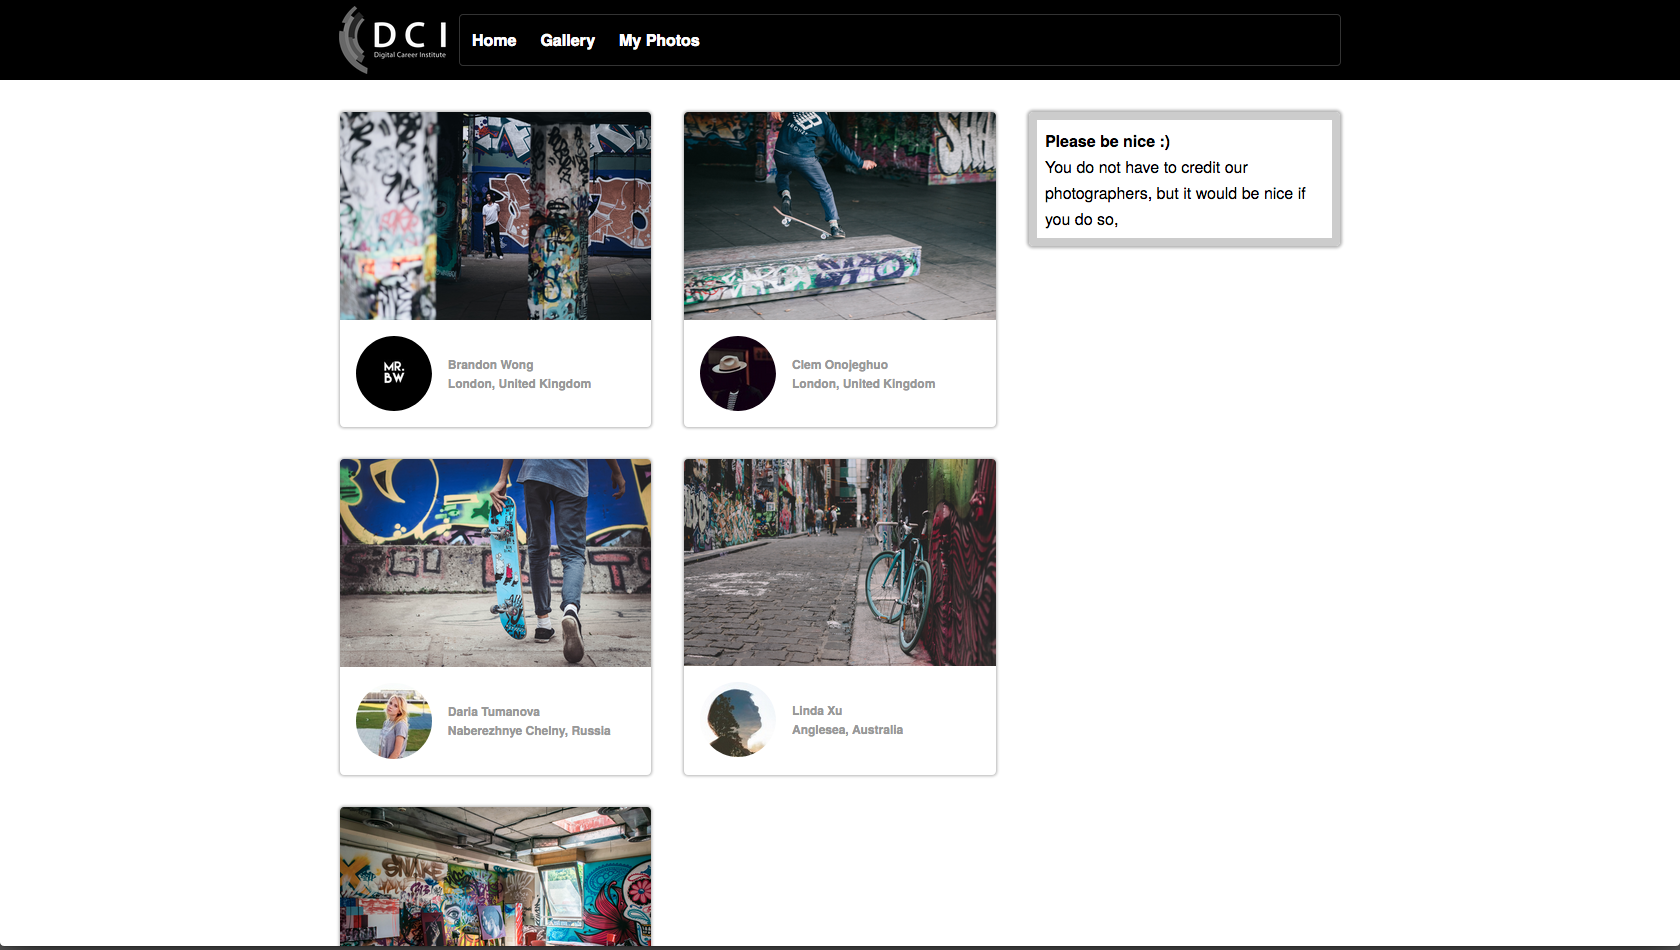 DCI
Digital Career Institute
Home
Gallery
My Photos
Please be nice :)
You do not have to credit our
photographers, but it would be nice if
you do so,
MR.
BW
Brandon Wong
London, United Kingdom
Clem Onojeghuo
London, United Kingdom
Daria Tumanova
Naberezhnye Chelny, Russia
Linda Xu
Anglesea, Australia
SNAKE